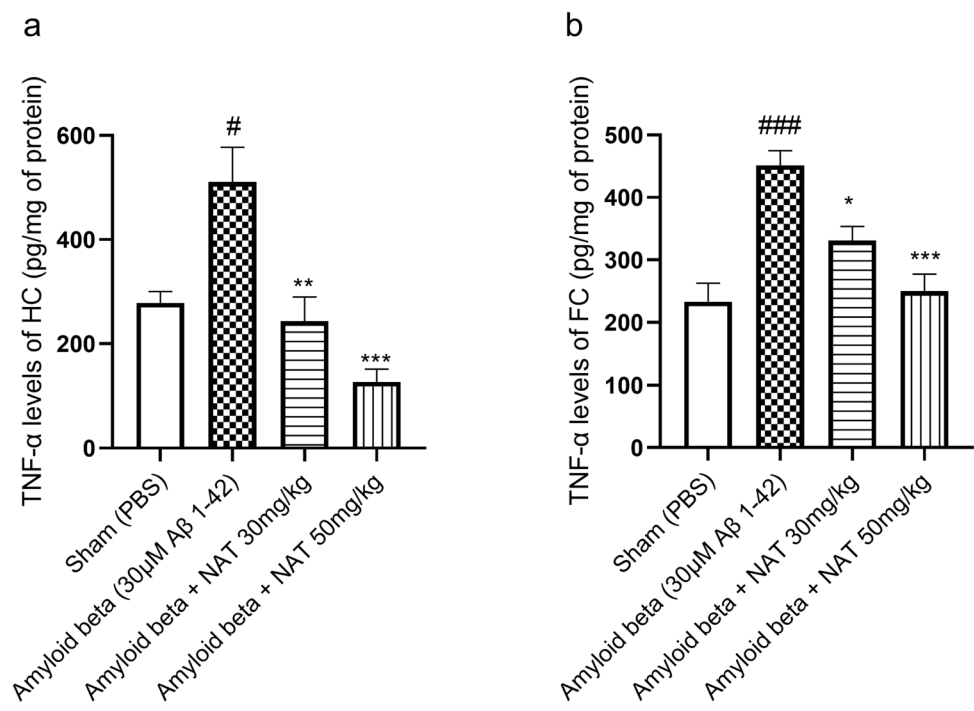 a
TNF-α levels of HC (pg/mg of protein)
600
400
200
0
#
**
***
Sham (PBS)
Amyloid beta (30μM Aβ 1-42)
Amyloid beta + NAT 30mg/kg
Amyloid beta + NAT 50mg/kg
b
TNF-α levels of FC (pg/mg of protein)
500
400
300
200
100
0
###
*
***
Sham (PBS)
Amyloid beta (30μM Aβ 1-42)
Amyloid beta + NAT 30mg/kg
Amyloid beta + NAT 50mg/kg